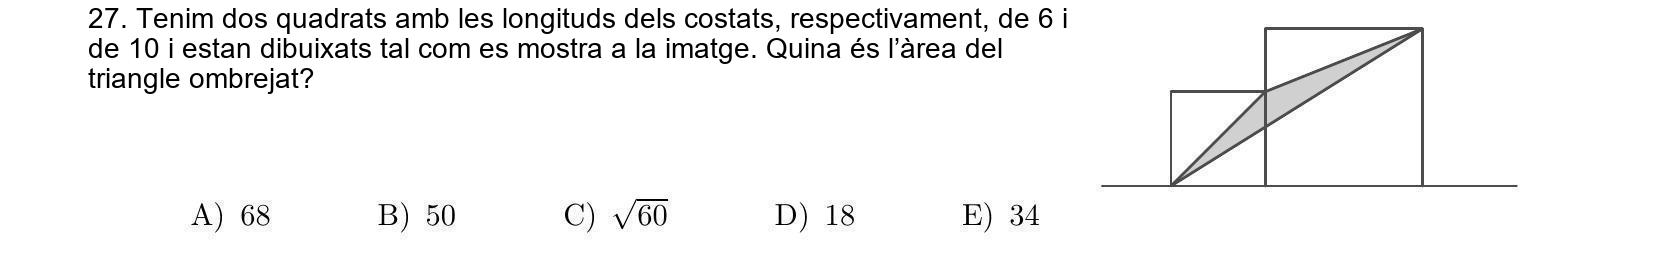 27. Tenim dos quadrats amb les longituds dels costats, respectivament, de 6 i
de 10 i estan dibuixats tal com es mostra a la imatge. Quina és l’àrea del
triangle ombrejat?
A) 68 B) 50 C) √60 D) 18 E) 34